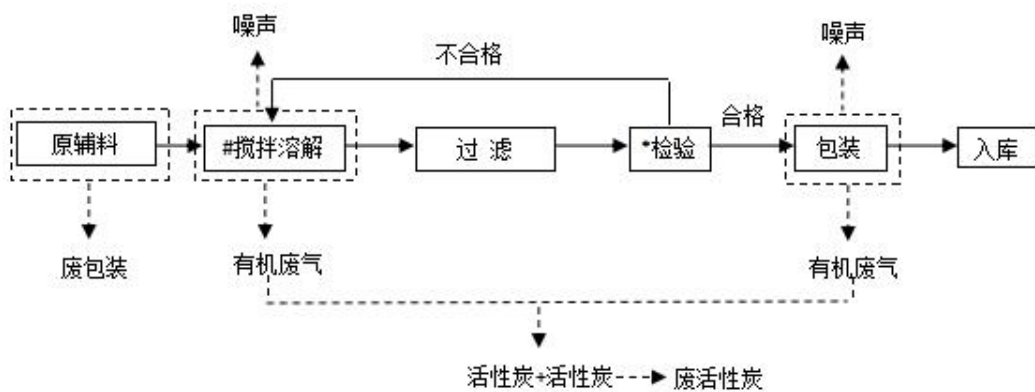 噪声
噪声
不合格
合格
原辅料
#搅拌溶解
过 滤
*检验
包装
入库
废包装
有机废气
有机废气
活性炭+活性炭
废活性炭